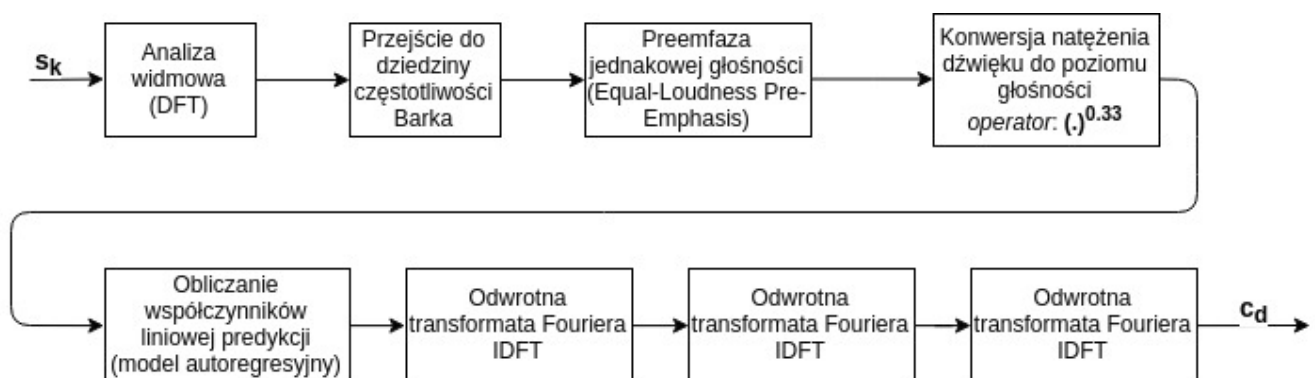 s_k
Analiza
widmowa
(DFT)
Przejście do
dziedziny
częstotliwości
Barka
Preemfaza
jednakowej głośności
(Equal-Loudness Pre-
Emphasis)
Konwersja natężenia
dźwięku do poziomu
głośności
operator: (.)^0.33
Obliczanie
współczynników
liniowej predykcji
(model autoregresyjny)
Odwrotna
transformata Fouriera
IDFT
Odwrotna
transformata Fouriera
IDFT
Odwrotna
transformata Fouriera
IDFT
c_d